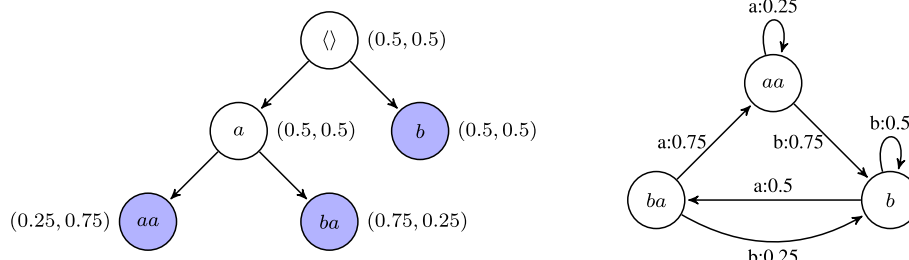 a:0.25
⟨⟩ (0.5, 0.5)
aa
a (0.5, 0.5)
b (0.5, 0.5)
b:0.5
a:0.75
b:0.75
(0.25, 0.75) aa
ba (0.75, 0.25)
ba
a:0.5
b
b:0.25